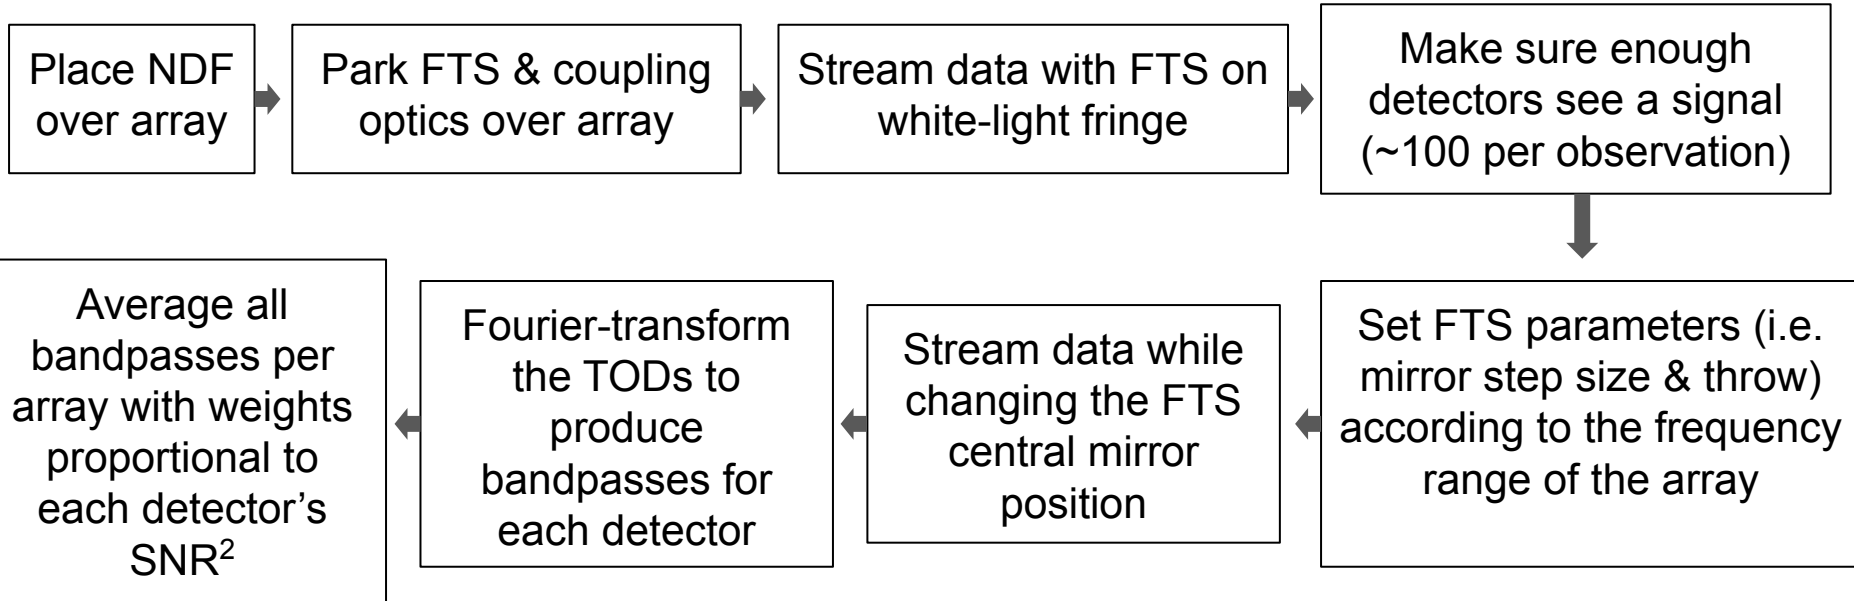 Place NDF
over array
Park FTS & coupling
optics over array
Stream data with FTS on
white-light fringe
Make sure enough
detectors see a signal
(~100 per observation)
Set FTS parameters (i.e.
mirror step size & throw)
according to the frequency
range of the array
Stream data while
changing the FTS
central mirror
position
Fourier-transform
the TODs to
produce
bandpasses for
each detector
Average all
bandpasses per
array with weights
proportional to
each detector’s
SNR²